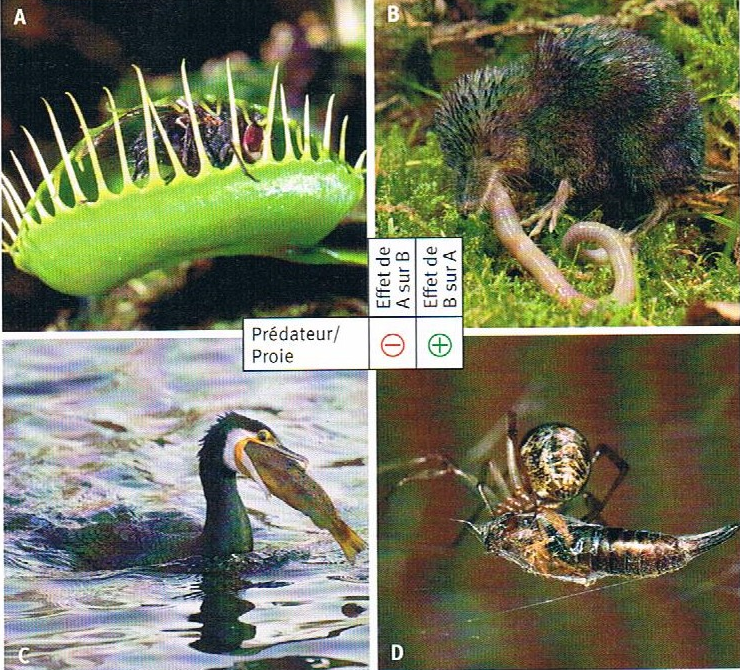 A
B
Effet de
A sur B
Effet de
B sur A
Prédateur/
Proie
−
+
C
D